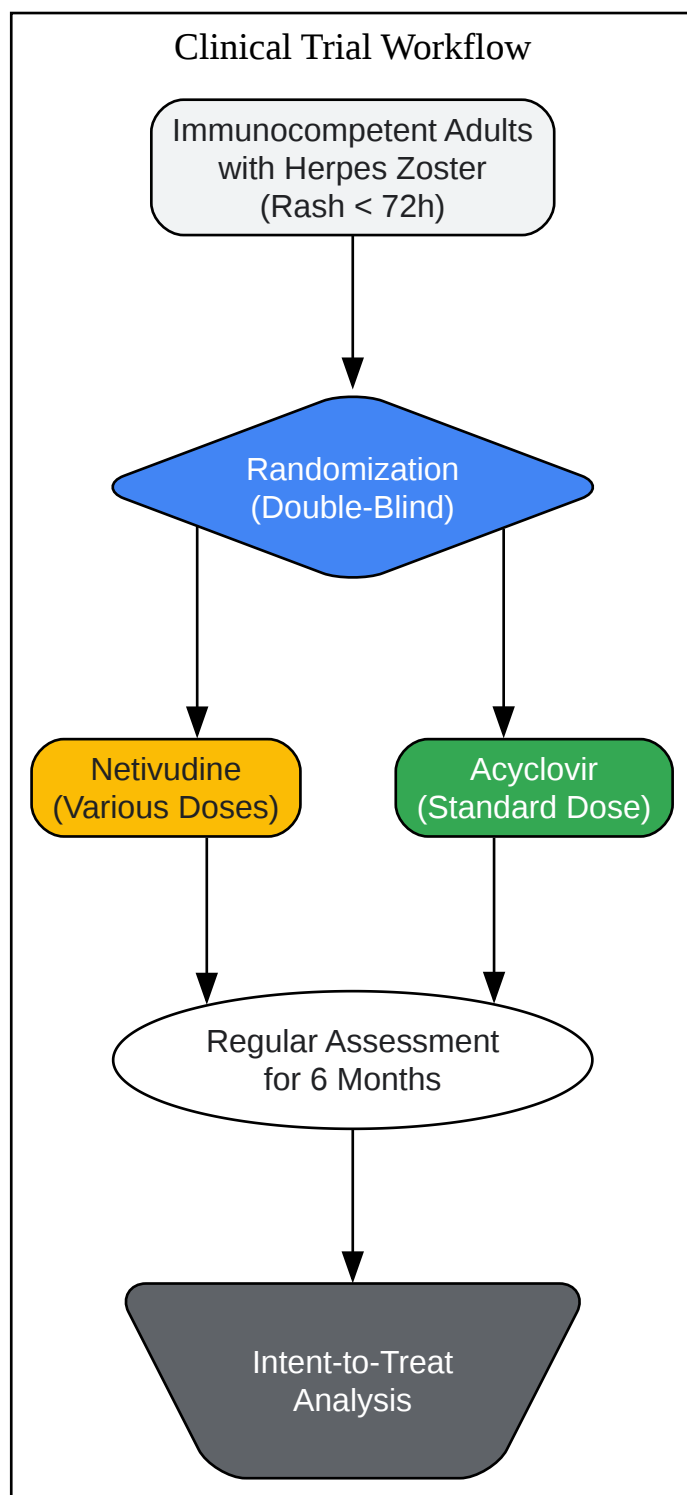 Clinical Trial Workflow
Immunocompetent Adults
with Herpes Zoster
(Rash < 72h)
Randomization
(Double-Blind)
Netivudine
(Various Doses)
Acyclovir
(Standard Dose)
Regular Assessment
for 6 Months
Intent-to-Treat
Analysis